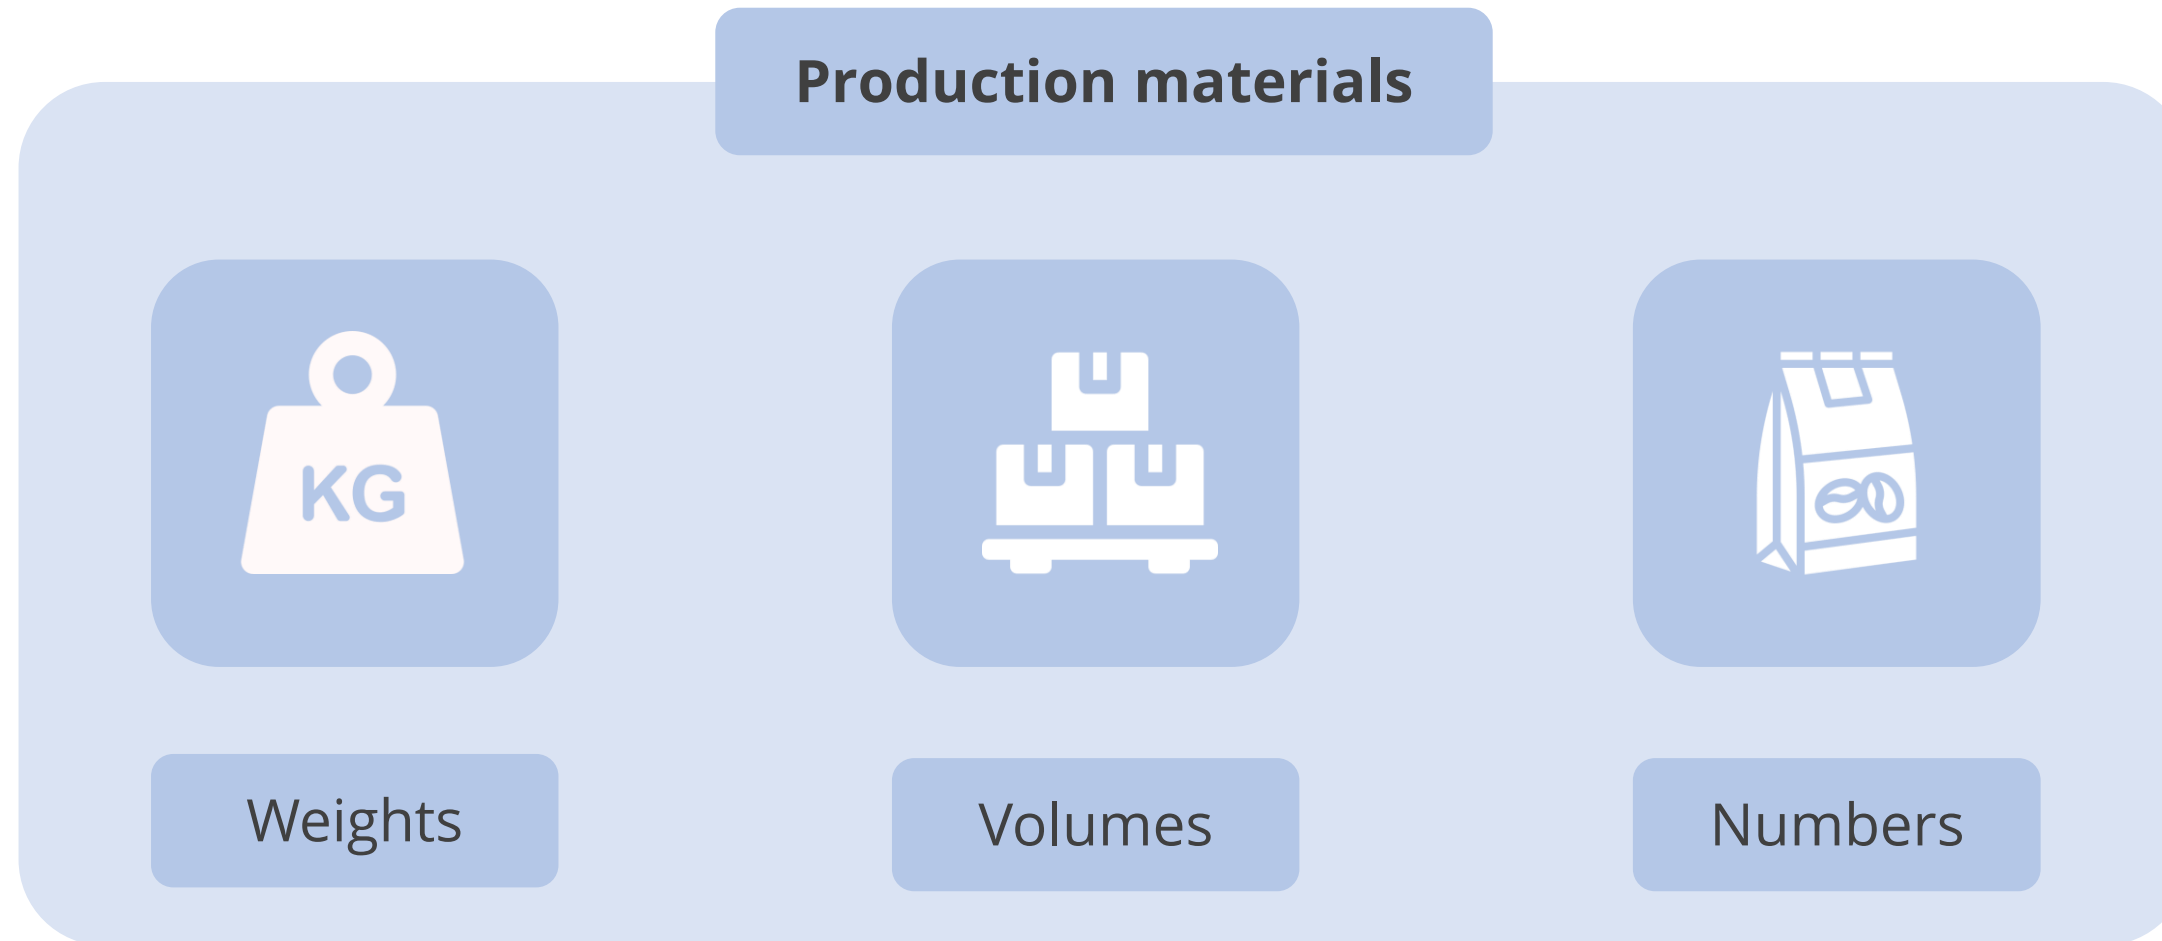 Production materials
KG
Weights
Volumes
Numbers